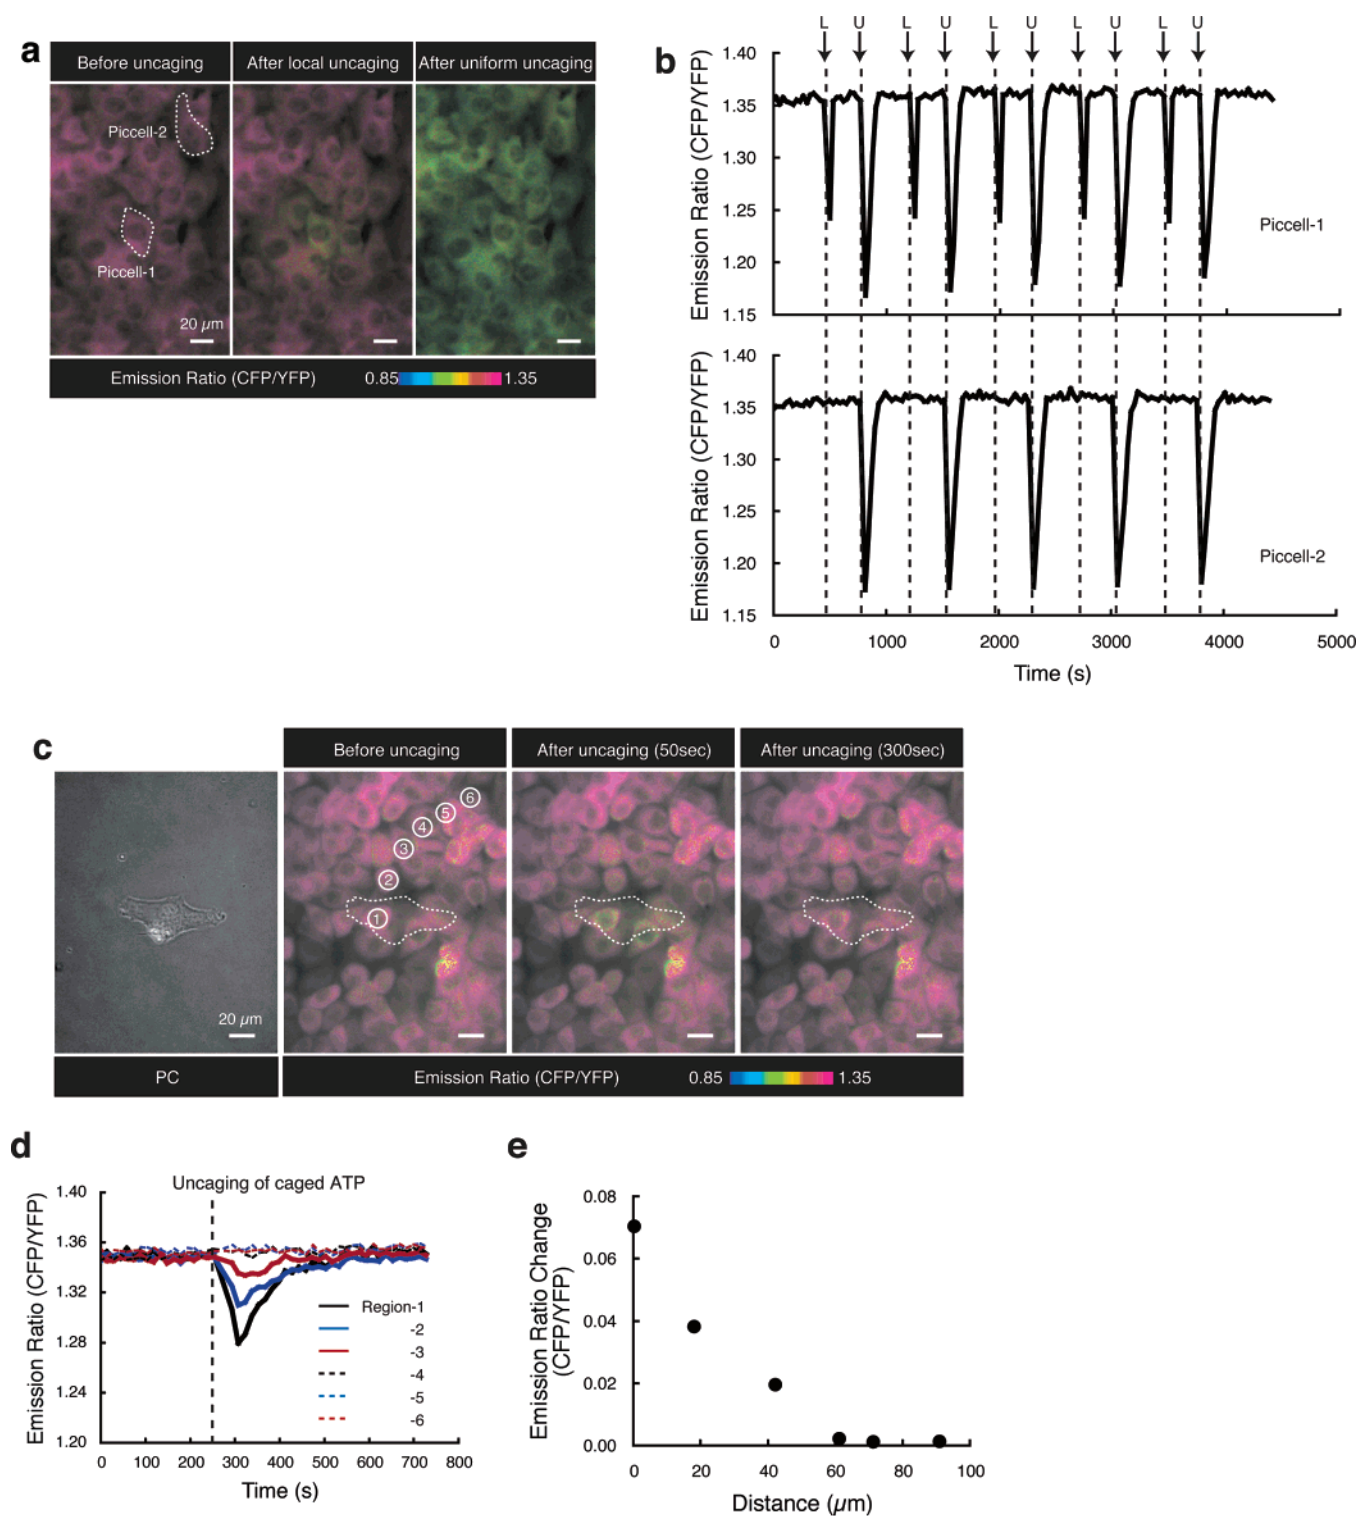 a
Before uncaging
After local uncaging
After uniform uncaging
Piccell-2
Piccell-1
20 µm
Emission Ratio (CFP/YFP)
0.85
1.35
b
L U L U L U L U L U
Emission Ratio (CFP/YFP)
1.40
1.35
1.30
1.25
1.20
1.15
Piccell-1
Emission Ratio (CFP/YFP)
1.40
1.35
1.30
1.25
1.20
1.15
Piccell-2
0 1000 2000 3000 4000 5000
Time (s)
c
Before uncaging
After uncaging (50sec)
After uncaging (300sec)
6
5
4
3
2
1
20 µm
PC
Emission Ratio (CFP/YFP)
0.85
1.35
d
Uncaging of caged ATP
Emission Ratio (CFP/YFP)
1.40
1.36
1.32
1.28
1.24
1.20
Region-1
-2
-3
-4
-5
-6
0 100 200 300 400 500 600 700 800
Time (s)
e
Emission Ratio Change
(CFP/YFP)
0.08
0.06
0.04
0.02
0.00
0 20 40 60 80 100
Distance (µm)